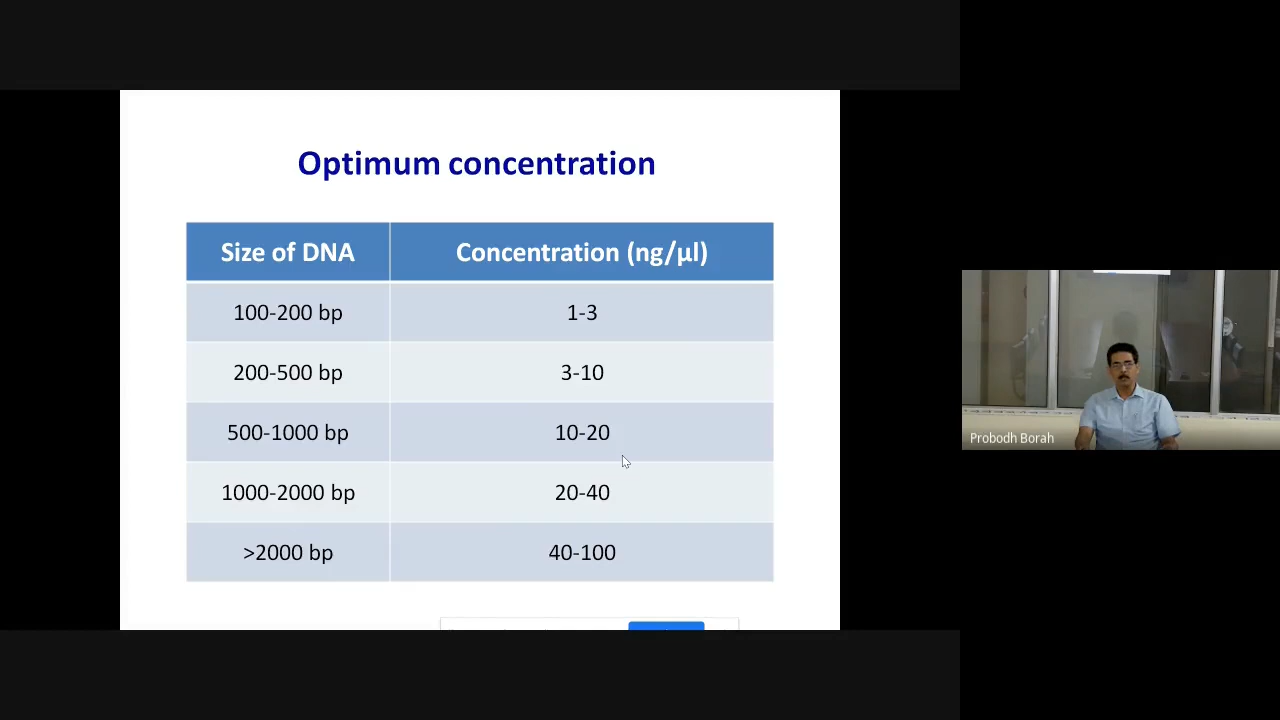 Optimum concentration
Size of DNA Concentration (ng/µl)
100-200 bp 1-3
200-500 bp 3-10
500-1000 bp 10-20
1000-2000 bp 20-40
>2000 bp 40-100
Probodh Borah